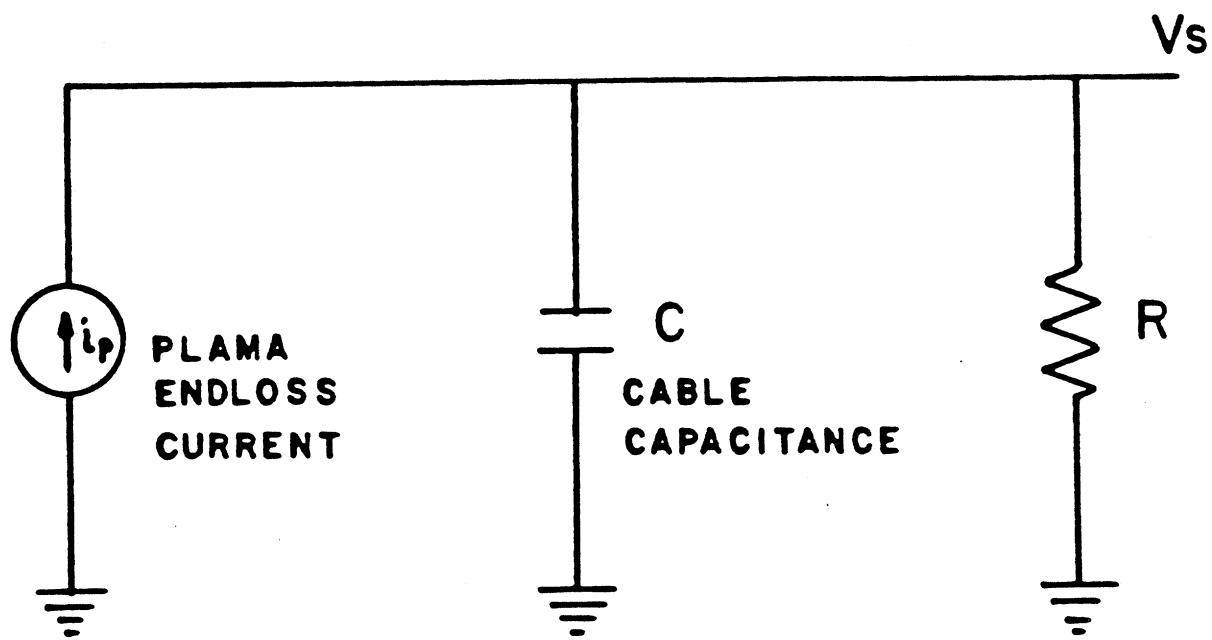 Vs
ip
PLAMA
ENDLOSS
CURRENT
C
CABLE
CAPACITANCE
R